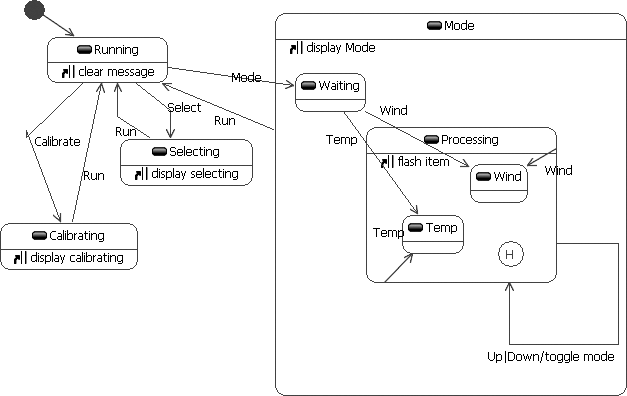 Mode
Running
display Mode
clear message
Mode
Waiting
Select
Wind
Run
Run
Temp
Processing
Calibrate
Selecting
flash item
Wind
Wind
Run
display selecting
Temp
Temp
Calibrating
H
display calibrating
Up|Down/toggle mode